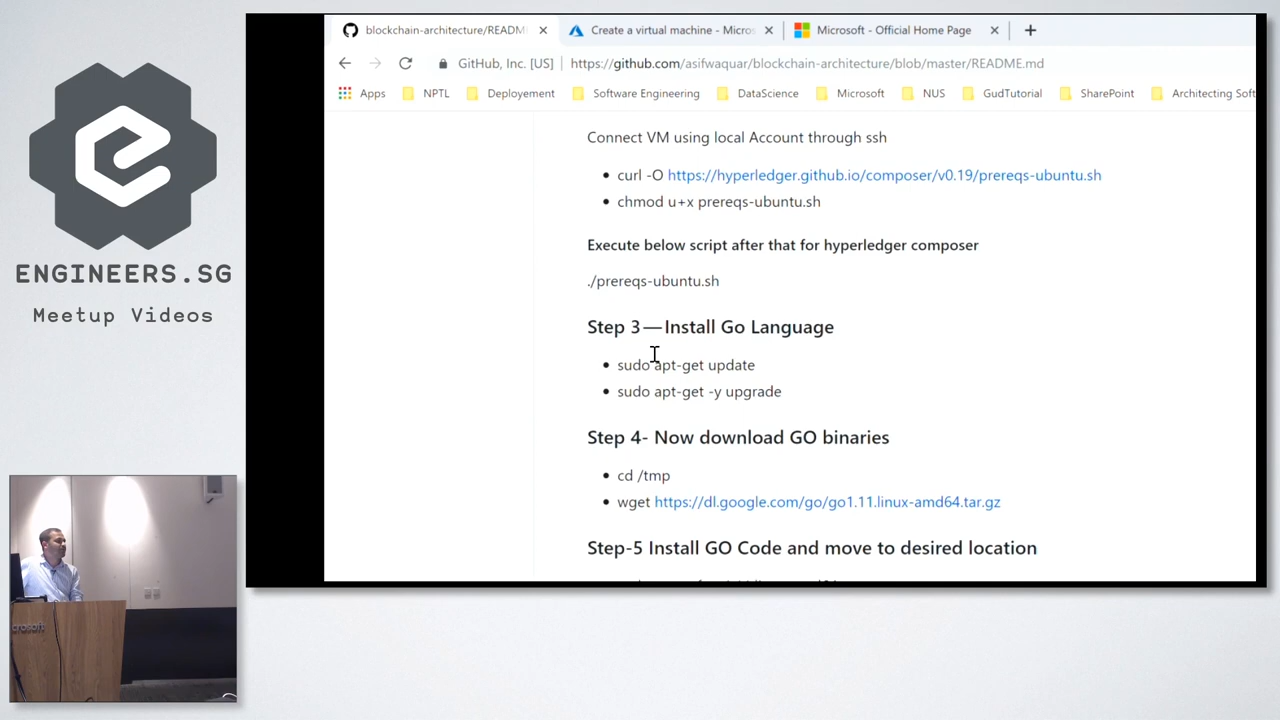 blockchain-architecture/READM
Create a virtual machine - Micros
Microsoft - Official Home Page
GitHub, Inc. [US]
https://github.com/asifwaquar/blockchain-architecture/blob/master/README.md
Apps
NPTL
Deployement
Software Engineering
DataScience
Microsoft
NUS
GudTutorial
SharePoint
Architecting Soft
Connect VM using local Account through ssh
curl -O https://hyperledger.github.io/composer/v0.19/prereqs-ubuntu.sh
chmod u+x prereqs-ubuntu.sh
Execute below script after that for hyperledger composer
./prereqs-ubuntu.sh
Step 3 — Install Go Language
sudo apt-get update
sudo apt-get -y upgrade
Step 4- Now download GO binaries
cd /tmp
wget https://dl.google.com/go/go1.11.linux-amd64.tar.gz
Step-5 Install GO Code and move to desired location
ENGINEERS.SG
Meetup Videos